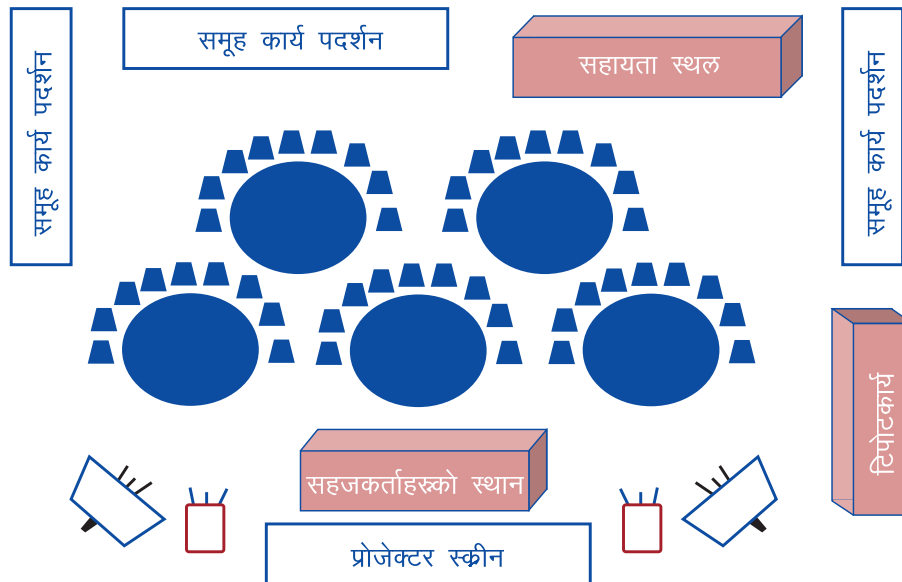 समूह कार्य पदर्शन
समूह कार्य पदर्शन
सहायता स्थल
समूह कार्य पदर्शन
टिपोटकार्य
सहजकर्ताहरुको स्थान
प्रोजेक्टर स्क्रीन